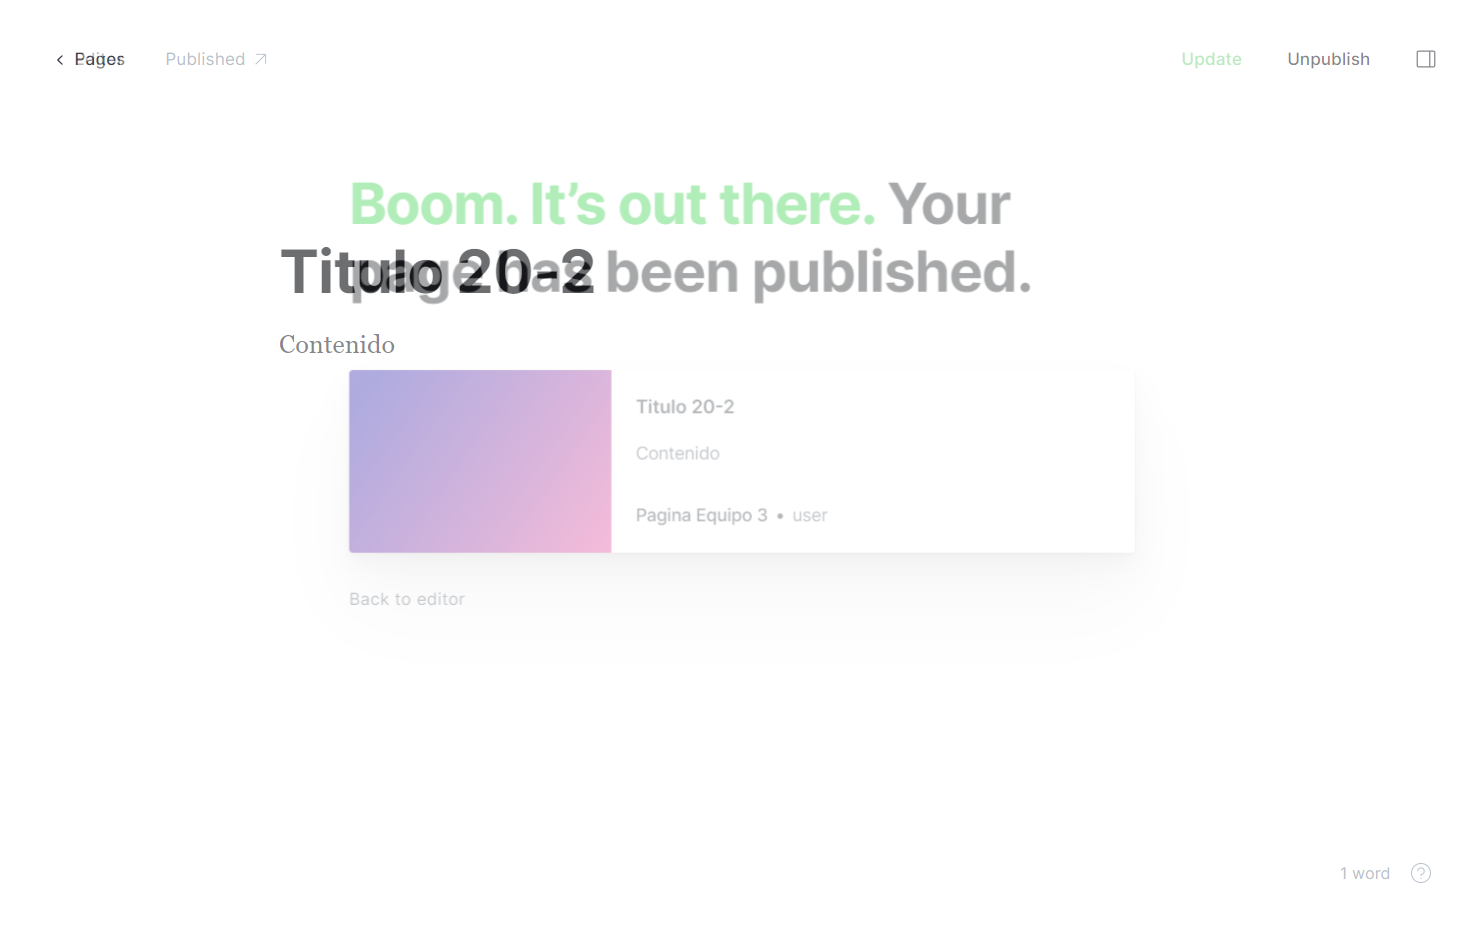 Pages
Editor
Published
Update
Unpublish
Boom. It’s out there. Your
page has been published.
Titulo 20-2
Contenido
Titulo 20-2
Contenido
Pagina Equipo 3 • user
Back to editor
1 word